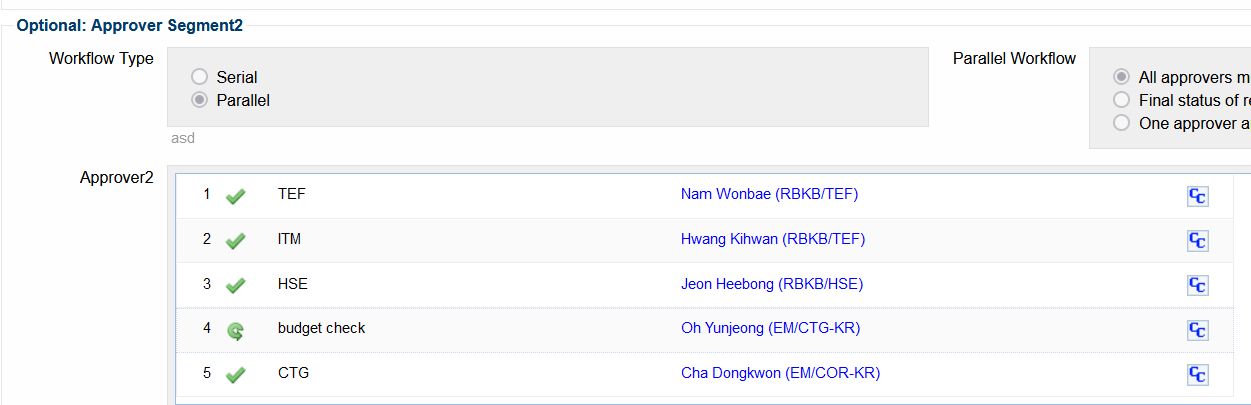 Optional: Approver Segment2
Workflow Type
Serial
Parallel
asd
Parallel Workflow
All approvers m
Final status of re
One approver a
Approver2
1 TEF Nam Wonbae (RBKB/TEF) CC
2 ITM Hwang Kihwan (RBKB/TEF) CC
3 HSE Jeon Heebong (RBKB/HSE) CC
4 budget check Oh Yunjeong (EM/CTG-KR) CC
5 CTG Cha Dongkwon (EM/COR-KR) CC